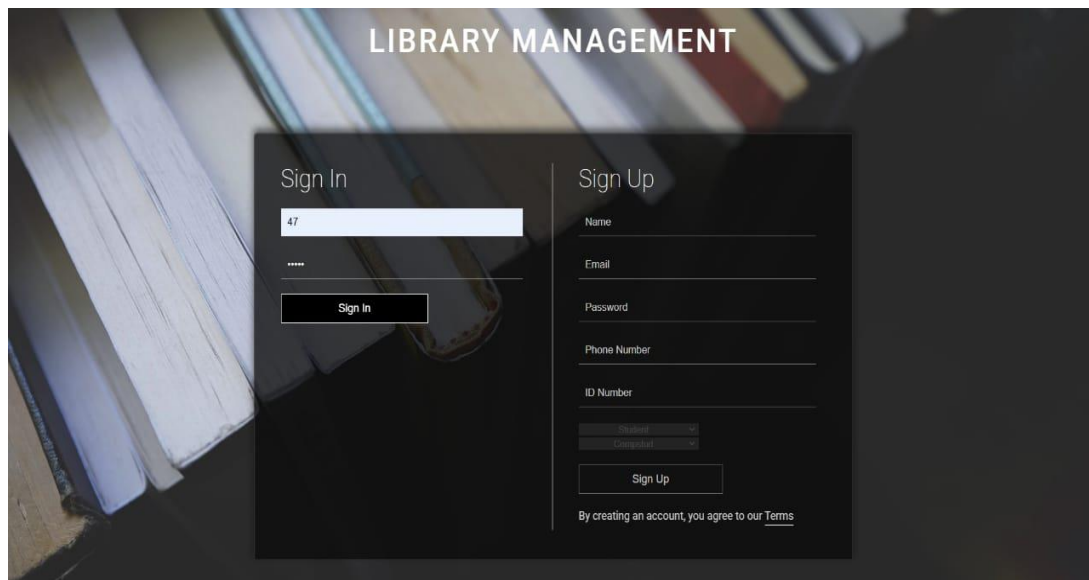 LIBRARY MANAGEMENT
Sign In
47
•••••
Sign In
Sign Up
Name
Email
Password
Phone Number
ID Number
Student
Sign Up
By creating an account, you agree to our Terms